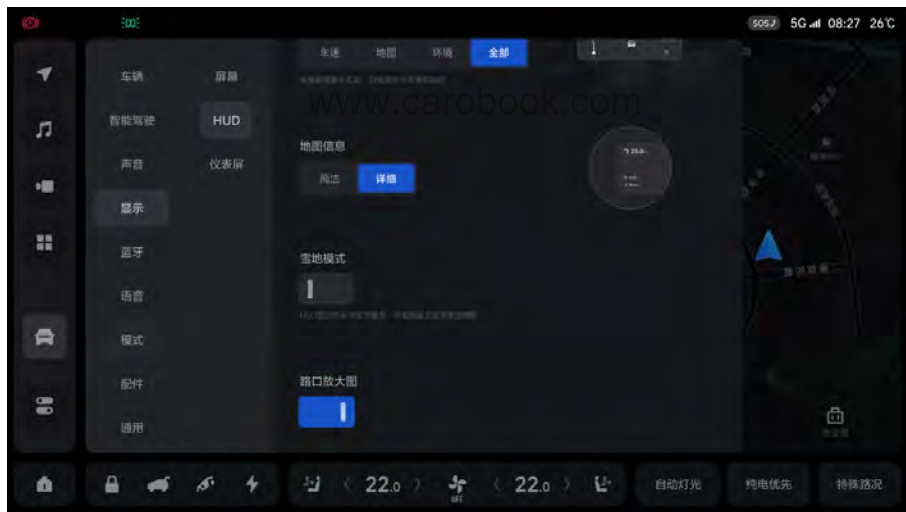 SOS 5G 08:27 26℃
车速 地图 环境 全部
车辆 屏幕
www.carobook.com
智能驾驶 HUD
地图信息
声音 仪表屏
简洁 详细
显示
蓝牙
雪地模式
语音
模式
路口放大图
配件
通用
22.0 OFF 22.0 自动灯光 纯电优先 特殊路况